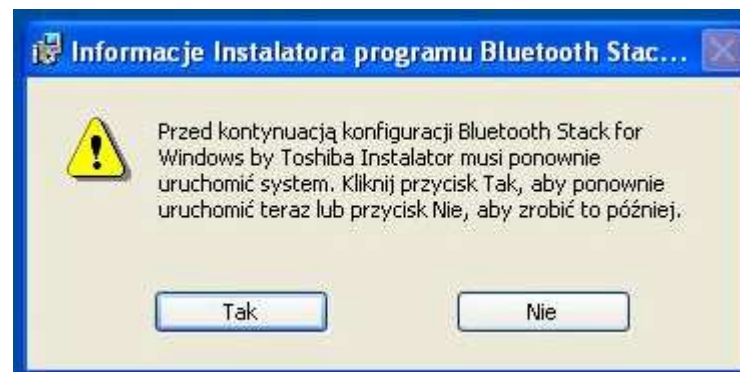 Informacje Instalatora programu Bluetooth Stac...
Przed kontynuacją konfiguracji Bluetooth Stack for
Windows by Toshiba Instalator musi ponownie
uruchomić system. Kliknij przycisk Tak, aby ponownie
uruchomić teraz lub przycisk Nie, aby zrobić to później.
Tak
Nie